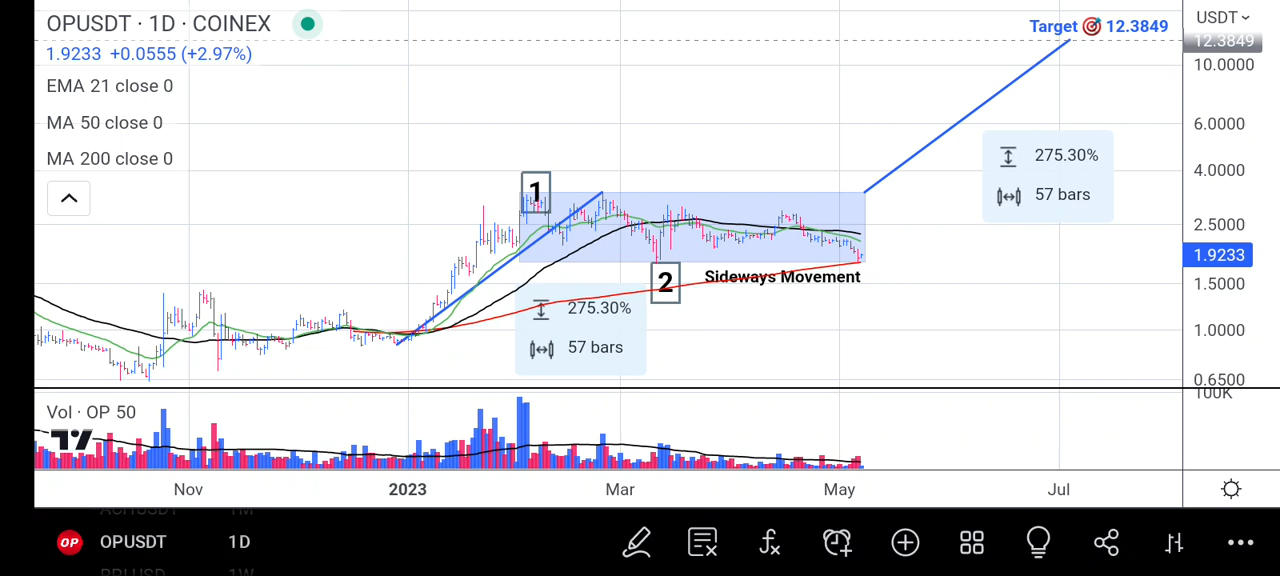 OPUSDT · 1D · COINEX
1.9233 +0.0555 (+2.97%)
EMA 21 close 0
MA 50 close 0
MA 200 close 0
Target 🎯 12.3849
USDT
12.3849
10.0000
6.0000
4.0000
2.5000
1.9233
1.5000
1.0000
0.6500
100K
275.30%
57 bars
1
2
Sideways Movement
275.30%
57 bars
Vol · OP 50
Nov
2023
Mar
May
Jul
OP OPUSDT 1D
1W